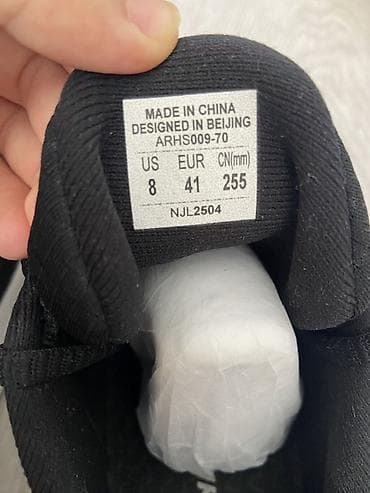 MADE IN CHINA
DESIGNED IN BEIJING
ARHS009-70
US EUR CN(mm)
8 41 255
NJL2504